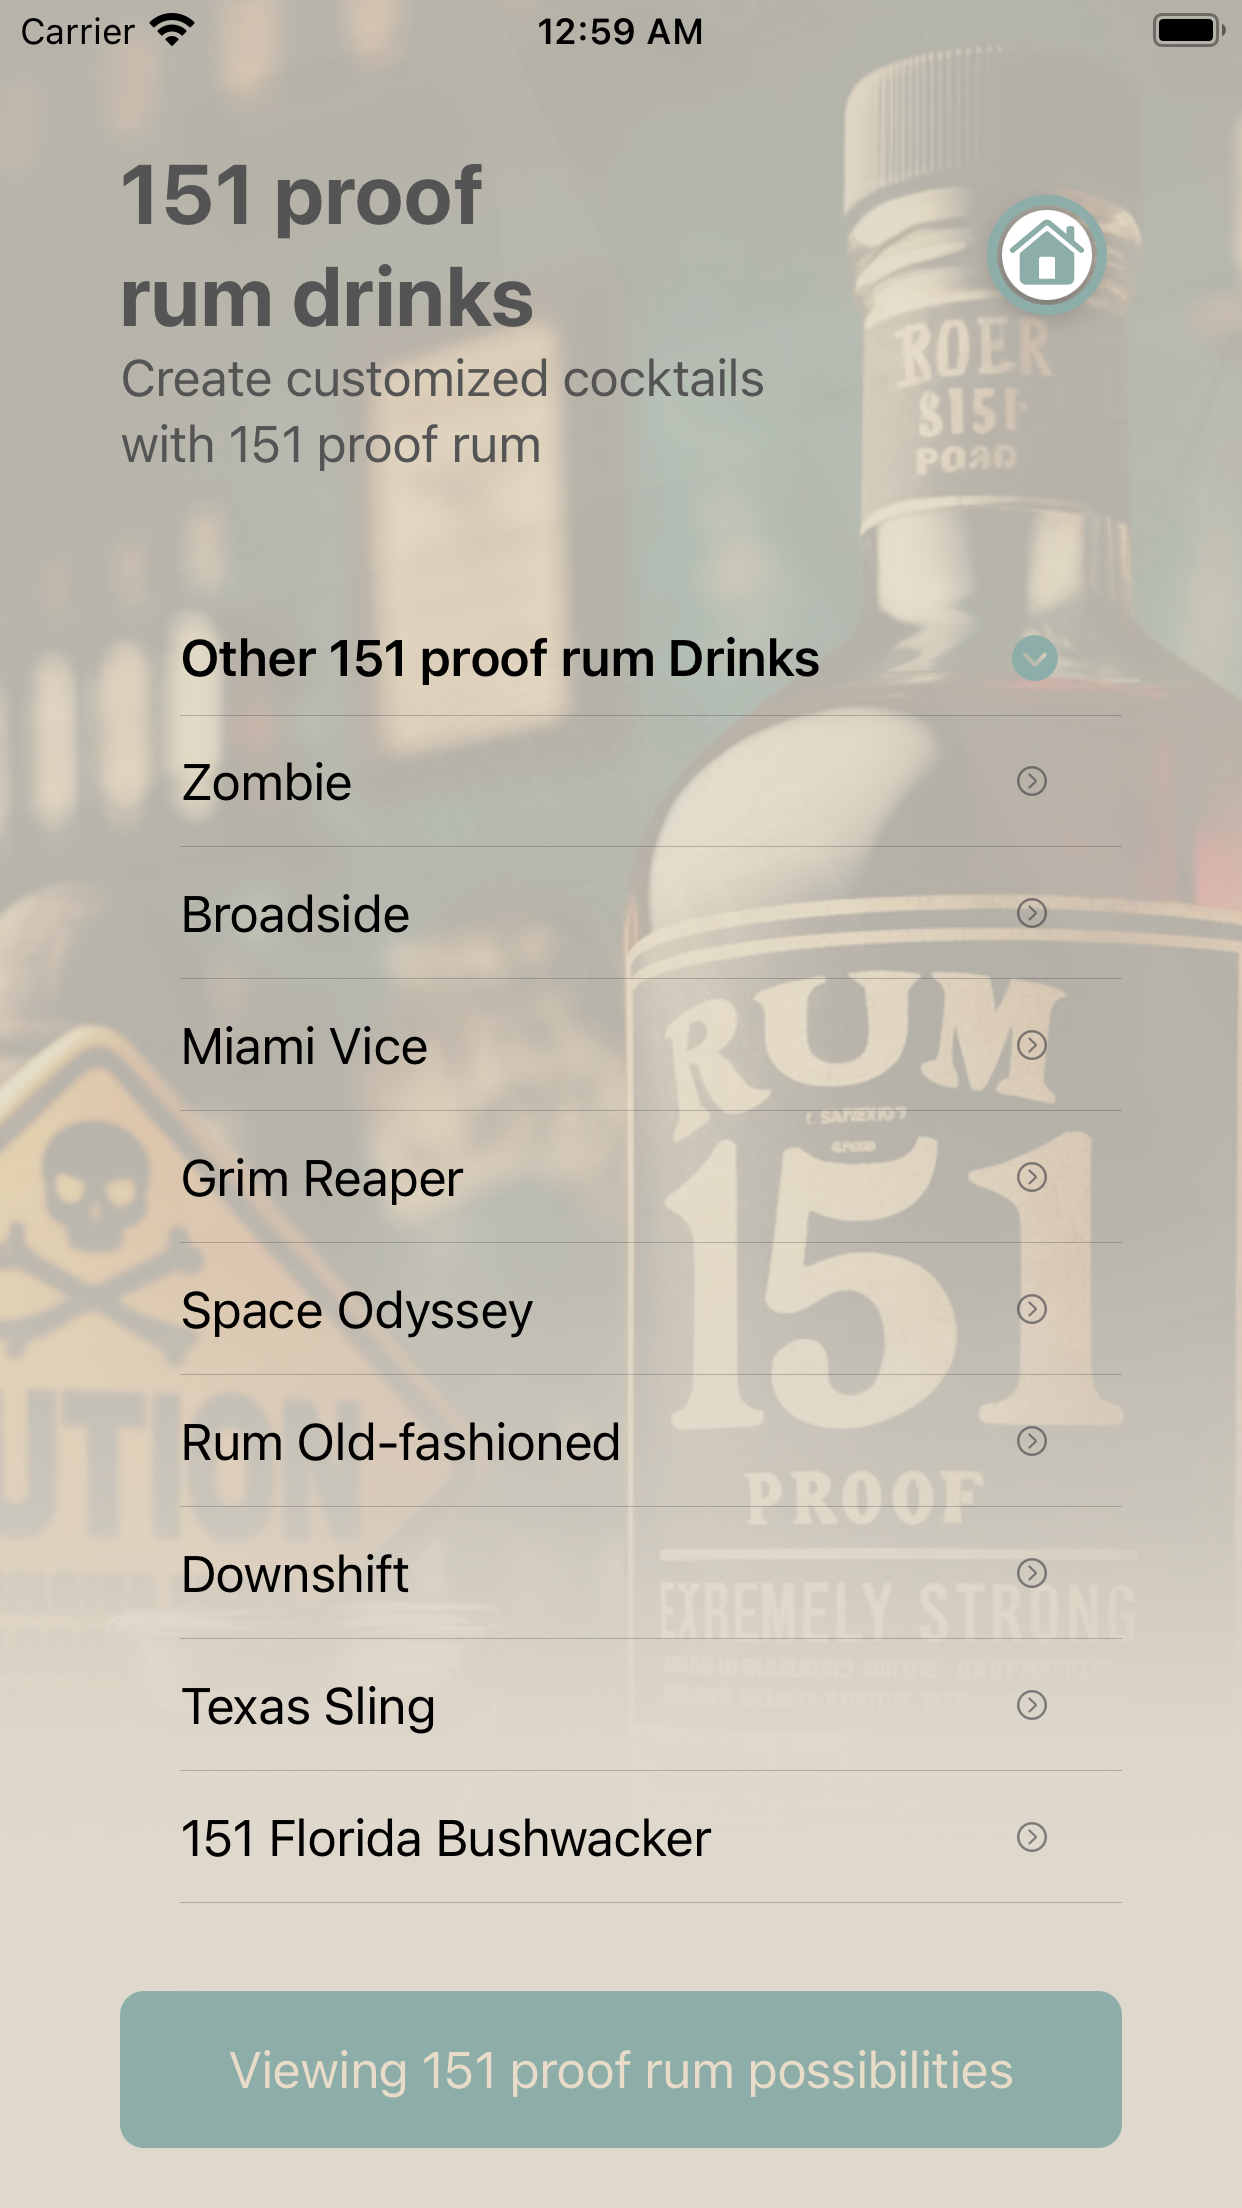 Carrier
12:59 AM
151 proof
rum drinks
Create customized cocktails
with 151 proof rum
ROER
S151
Other 151 proof rum Drinks
Zombie
Broadside
Miami Vice
RUM
151
Grim Reaper
Space Odyssey
Rum Old-fashioned
UTION
PROOF
Downshift
EXREMELY STRONG
Texas Sling
151 Florida Bushwacker
Viewing 151 proof rum possibilities